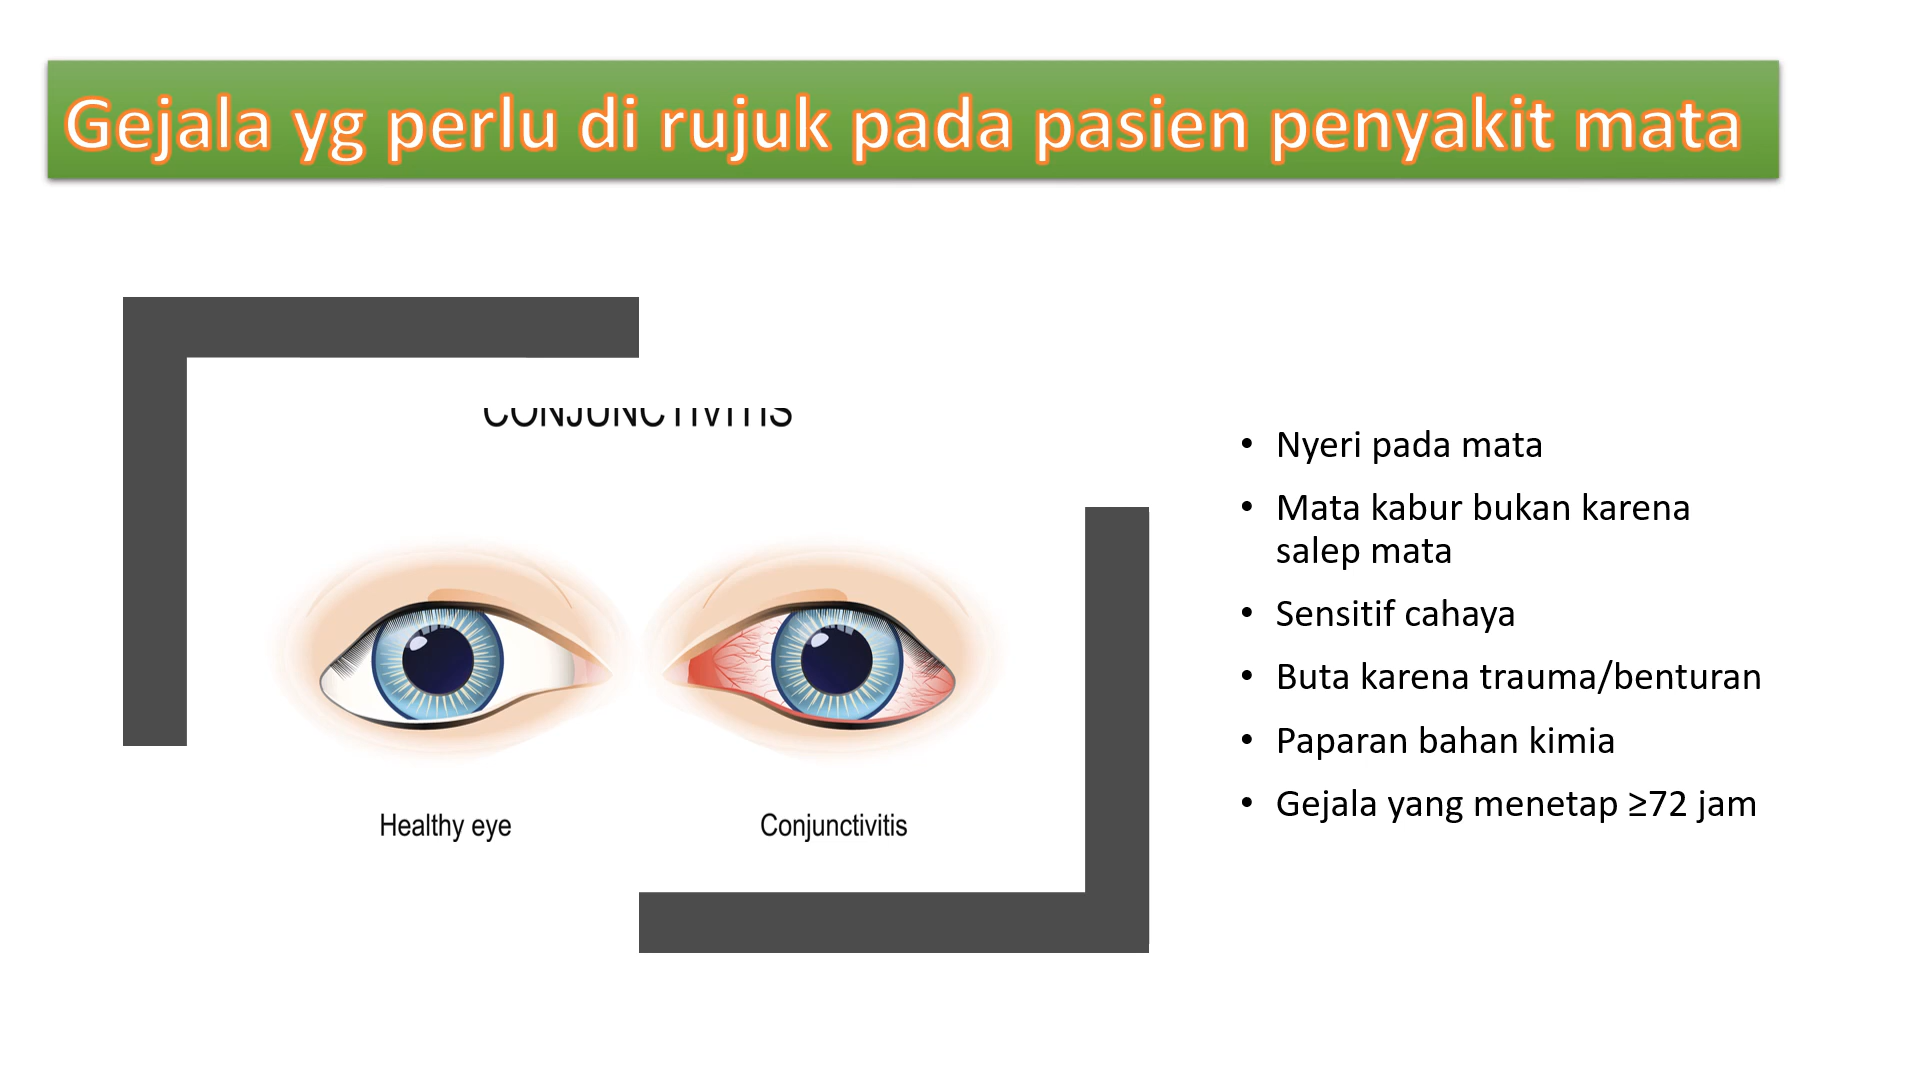 Gejala yg perlu di rujuk pada pasien penyakit mata
CONJUNCTIVITIS
Healthy eye
Conjunctivitis
• Nyeri pada mata
• Mata kabur bukan karena
salep mata
• Sensitif cahaya
• Buta karena trauma/benturan
• Paparan bahan kimia
• Gejala yang menetap ≥72 jam